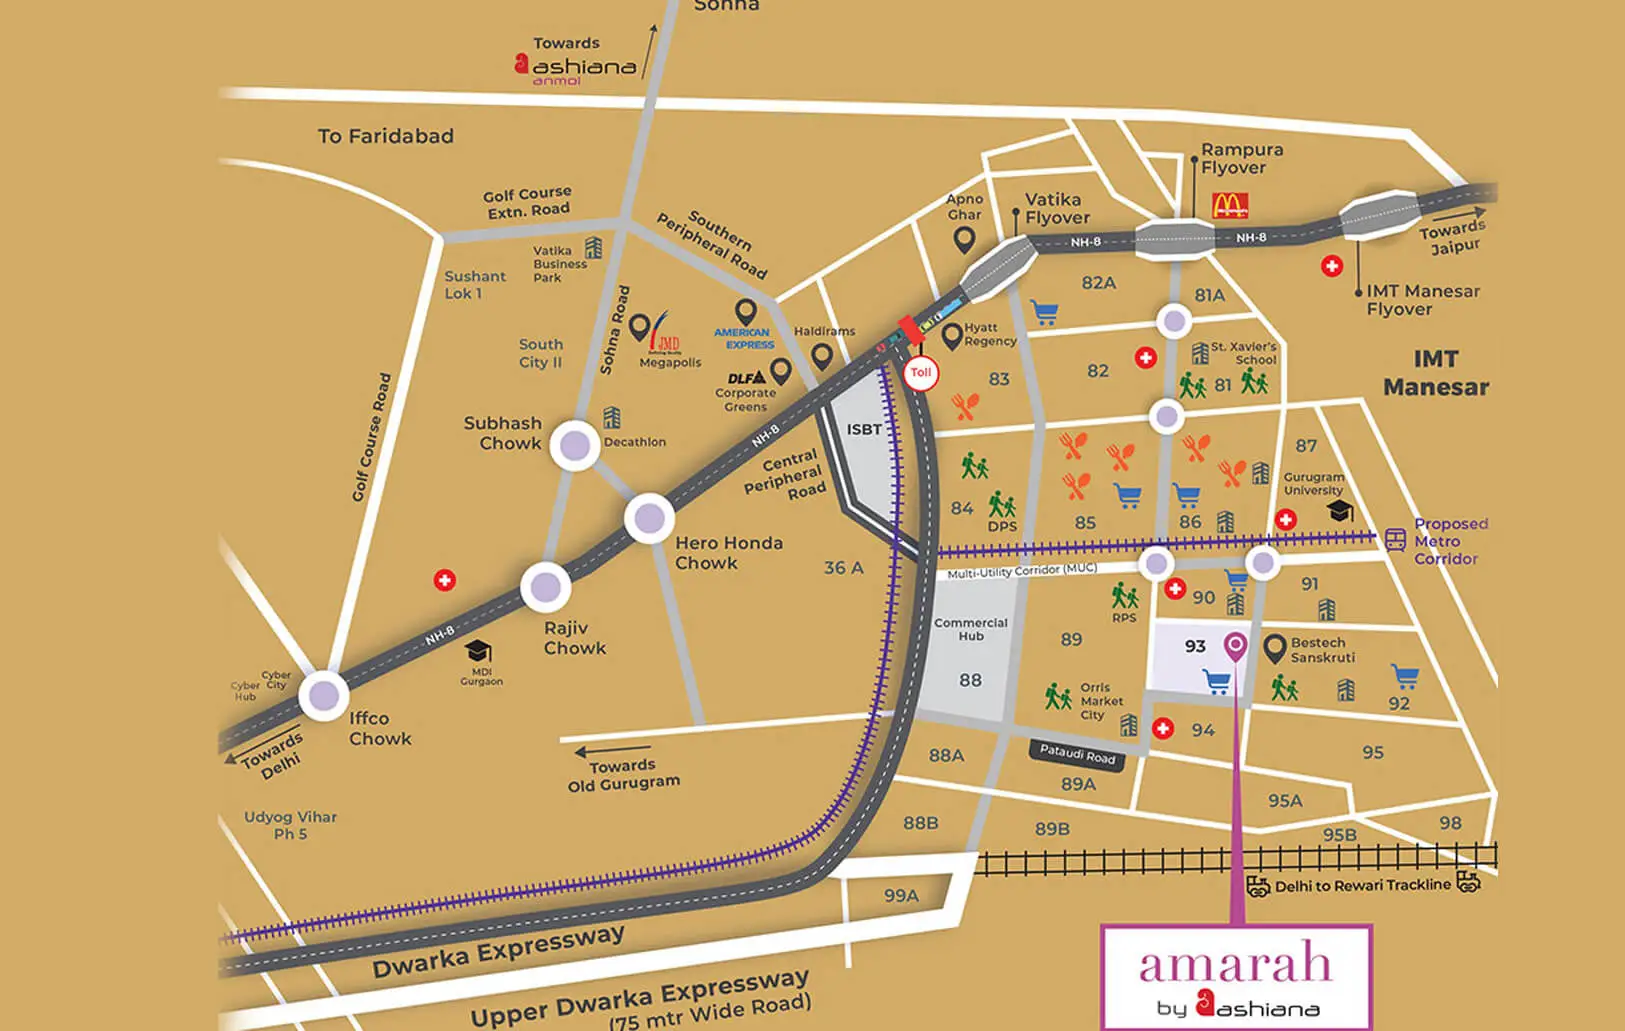 Sohna
Towards
ashiana
anmol
To Faridabad
Golf Course
Extn. Road
Southern
Peripheral Road
Vatika
Business
Park
Sushant
Lok 1
South
City II
Sohna Road
JMD
Megapolis
AMERICAN
EXPRESS
Haldirams
DLF
Corporate
Greens
Apno
Ghar
Vatika
Flyover
Rampura
Flyover
NH-8
NH-8
Towards
Jaipur
IMT Manesar
Flyover
IMT
Manesar
82A
81A
Hyatt
Regency
Toll
83
82
St. Xavier's
School
81
Subhash
Chowk
Decathlon
Golf Course Road
NH-8
ISBT
Central
Peripheral
Road
87
Gurugram
University
84
DPS
85
86
Proposed
Metro
Corridor
Hero Honda
Chowk
36 A
Multi-Utility Corridor (MUC)
RPS
90
91
Commercial
Hub
88
89
93
Bestech
Sanskruti
NH-8
Rajiv
Chowk
MDI
Gurgaon
Cyber
Hub
Cyber
City
Iffco
Chowk
Towards
Delhi
Orris
Market
City
92
94
95
Pataudi Road
Towards
Old Gurugram
88A
89A
95A
Udyog Vihar
Ph 5
88B
89B
95B
98
99A
Delhi to Rewari Trackline
Dwarka Expressway
Upper Dwarka Expressway
(75 mtr Wide Road)
amarah
by ashiana